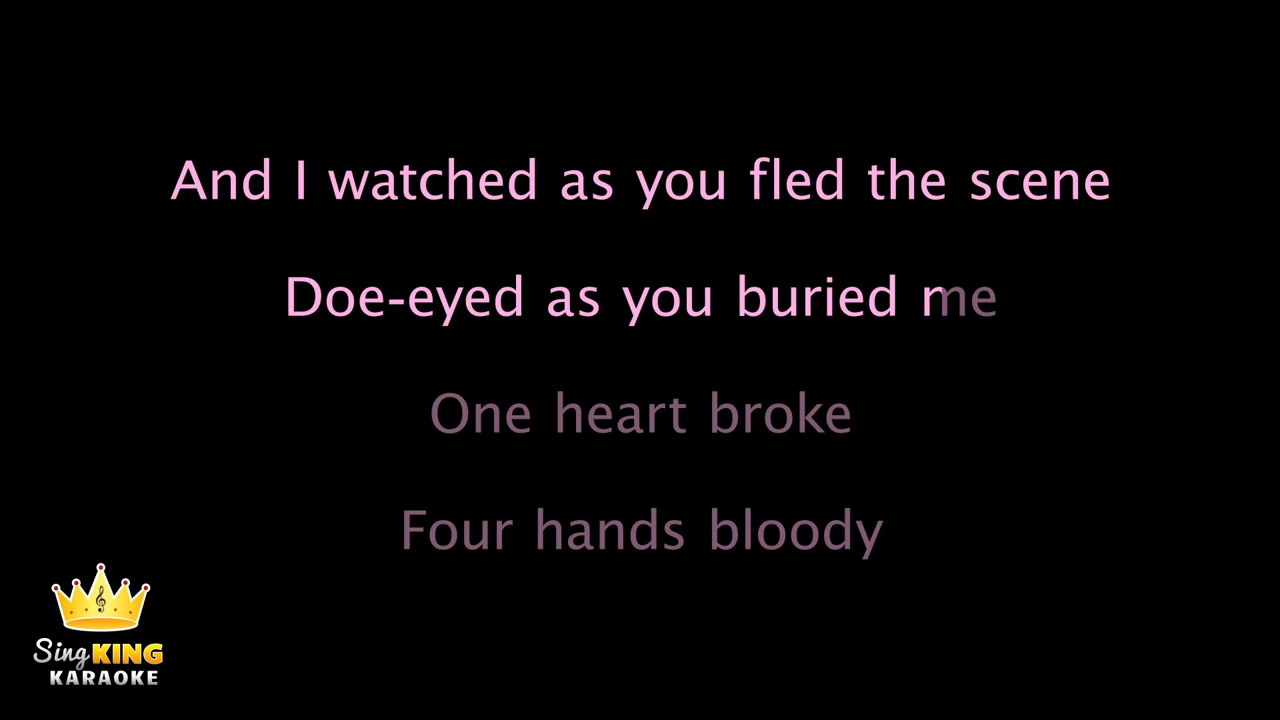 And I watched as you fled the scene
Doe-eyed as you buried me
One heart broke
Four hands bloody
Sing KING
KARAOKE